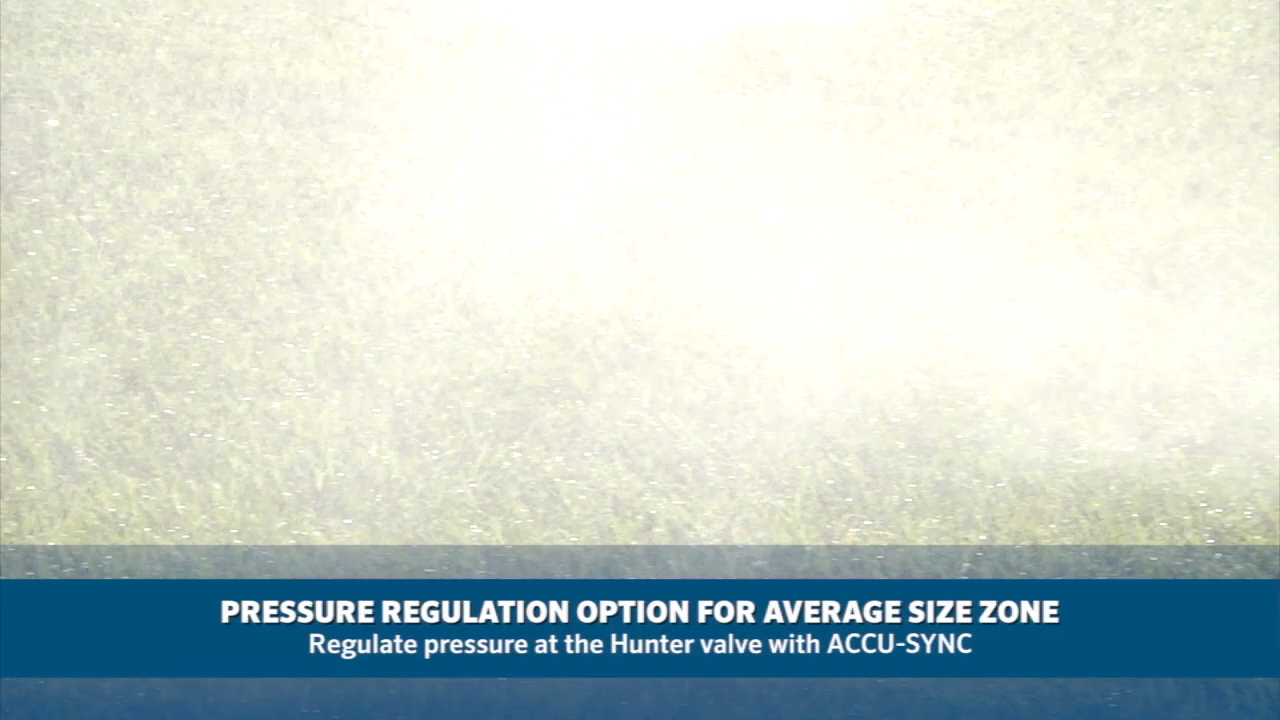 PRESSURE REGULATION OPTION FOR AVERAGE SIZE ZONE
Regulate pressure at the Hunter valve with ACCU-SYNC